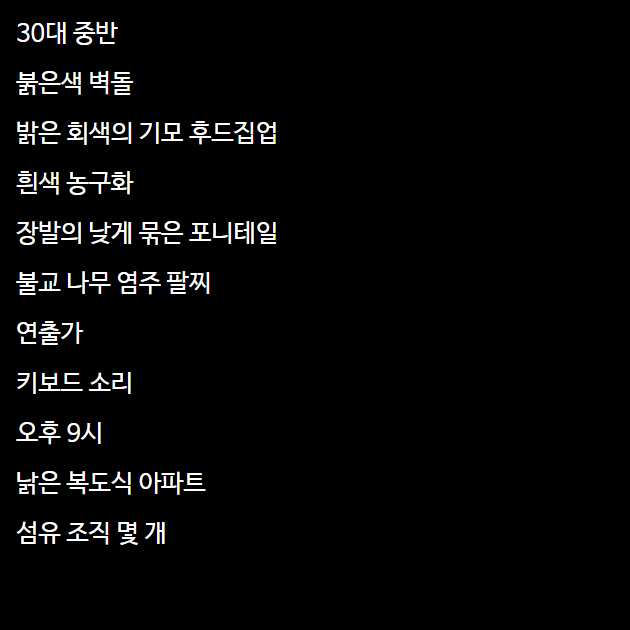 30대 중반
붉은색 벽돌
밝은 회색의 기모 후드집업
흰색 농구화
장발의 낮게 묶은 포니테일
불교 나무 염주 팔찌
연출가
키보드 소리
오후 9시
낡은 복도식 아파트
섬유 조직 몇 개